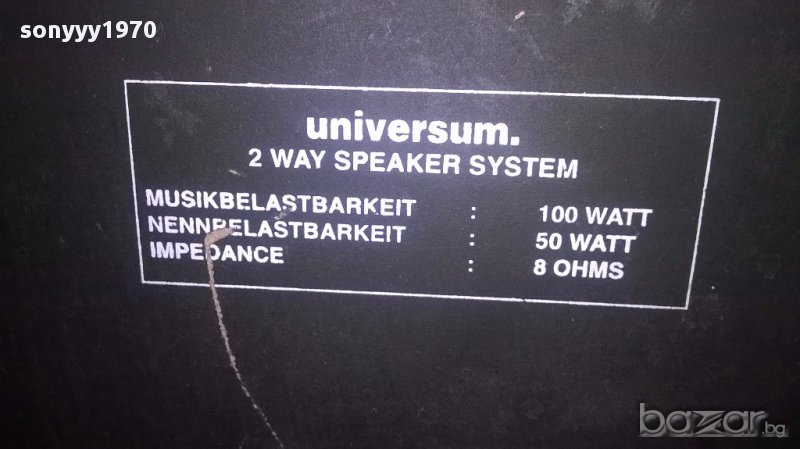 sonyyy1970
universum.
2 WAY SPEAKER SYSTEM
MUSIKBELASTBARKEIT : 100 WATT
NENNBELASTBARKEIT : 50 WATT
IMPEDANCE : 8 OHMS
bazar.bg